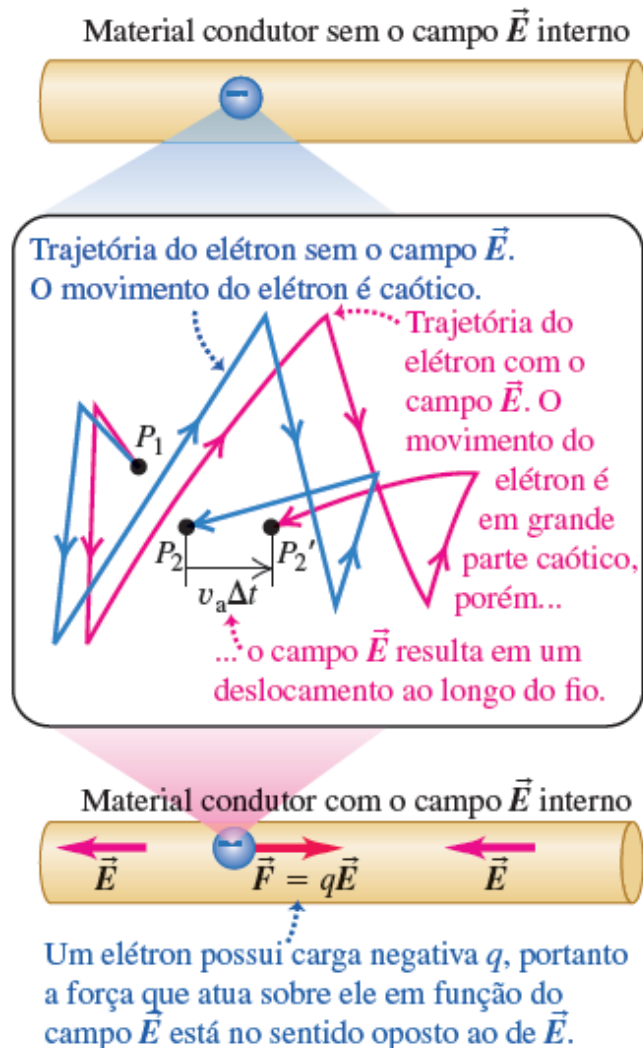 Material condutor sem o campo E⃗ interno
Trajetória do elétron sem o campo E⃗.
O movimento do elétron é caótico.
Trajetória do
elétron com o
campo E⃗. O
movimento do
elétron é
em grande
parte caótico,
porém...
P₁
P₂
P₂′
vₐΔt
... o campo E⃗ resulta em um
deslocamento ao longo do fio.
Material condutor com o campo E⃗ interno
E⃗
F⃗ = qE⃗
E⃗
Um elétron possui carga negativa q, portanto
a força que atua sobre ele em função do
campo E⃗ está no sentido oposto ao de E⃗.